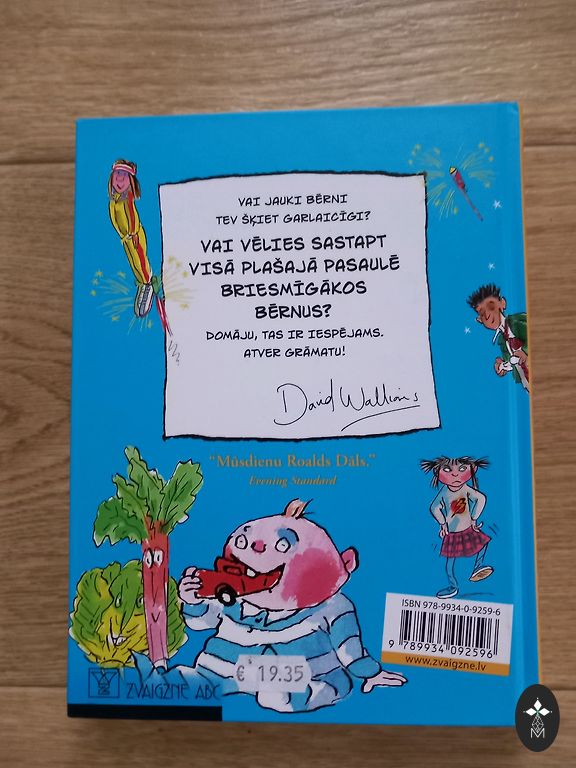 VAI JAUKI BĒRNI
TEV ŠĶIET GARLAICĪGI?
VAI VĒLIES SASTAPT
VISĀ PLAŠAJĀ PASAULĒ
BRIESMĪGĀKOS
BĒRNUS?
DOMĀJU, TAS IR IESPĒJAMS.
ATVER GRĀMATU!
David Walliams
"Mūsdienu Roalds Dāls."
Evening Standard
ISBN 978-9934-0-9259-6
9 789934 092596
www.zvaigzne.lv
€ 19.35
ZVAIGZNE ABC
M